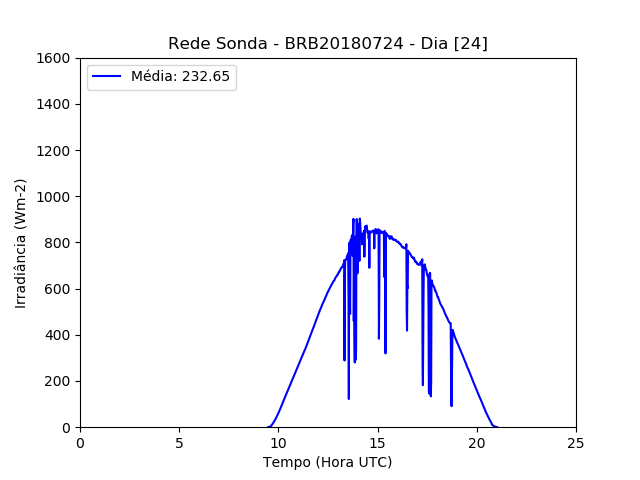 Rede Sonda - BRB20180724 - Dia [24]
Média: 232.65
1600
1400
1200
1000
800
600
400
200
0
Irradiância (Wm-2)
0 5 10 15 20 25
Tempo (Hora UTC)